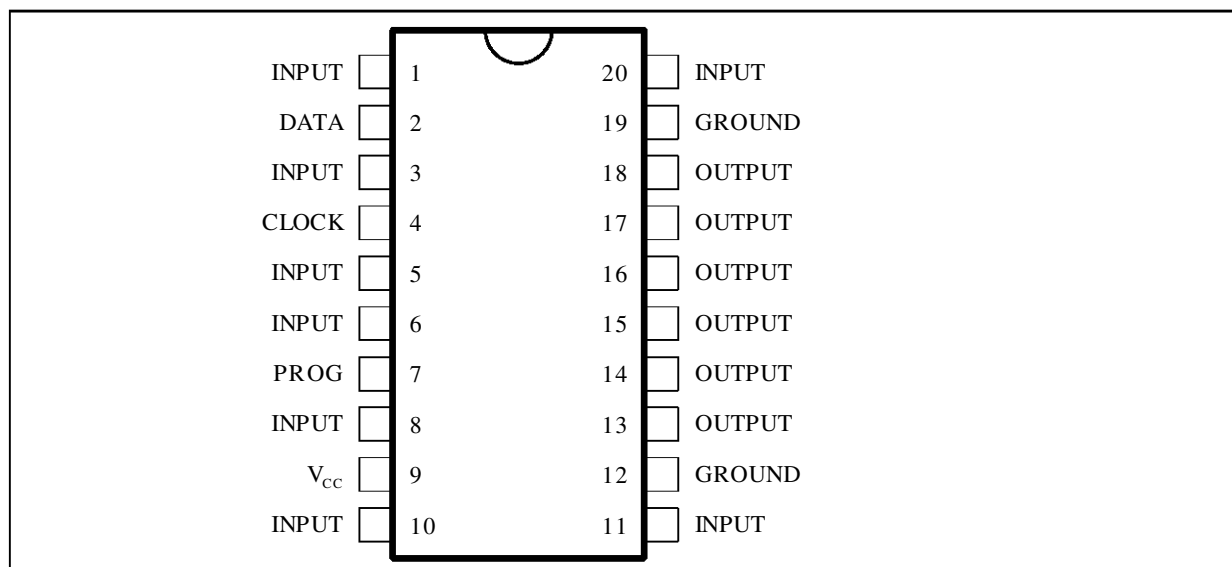 INPUT 1 20 INPUT
DATA 2 19 GROUND
INPUT 3 18 OUTPUT
CLOCK 4 17 OUTPUT
INPUT 5 16 OUTPUT
INPUT 6 15 OUTPUT
PROG 7 14 OUTPUT
INPUT 8 13 OUTPUT
VCC 9 12 GROUND
INPUT 10 11 INPUT